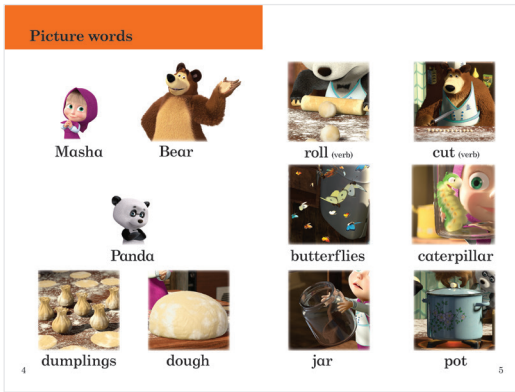 Picture words
Masha
Bear
Panda
dumplings
dough
4
roll (verb)
cut (verb)
butterflies
caterpillar
jar
pot
5